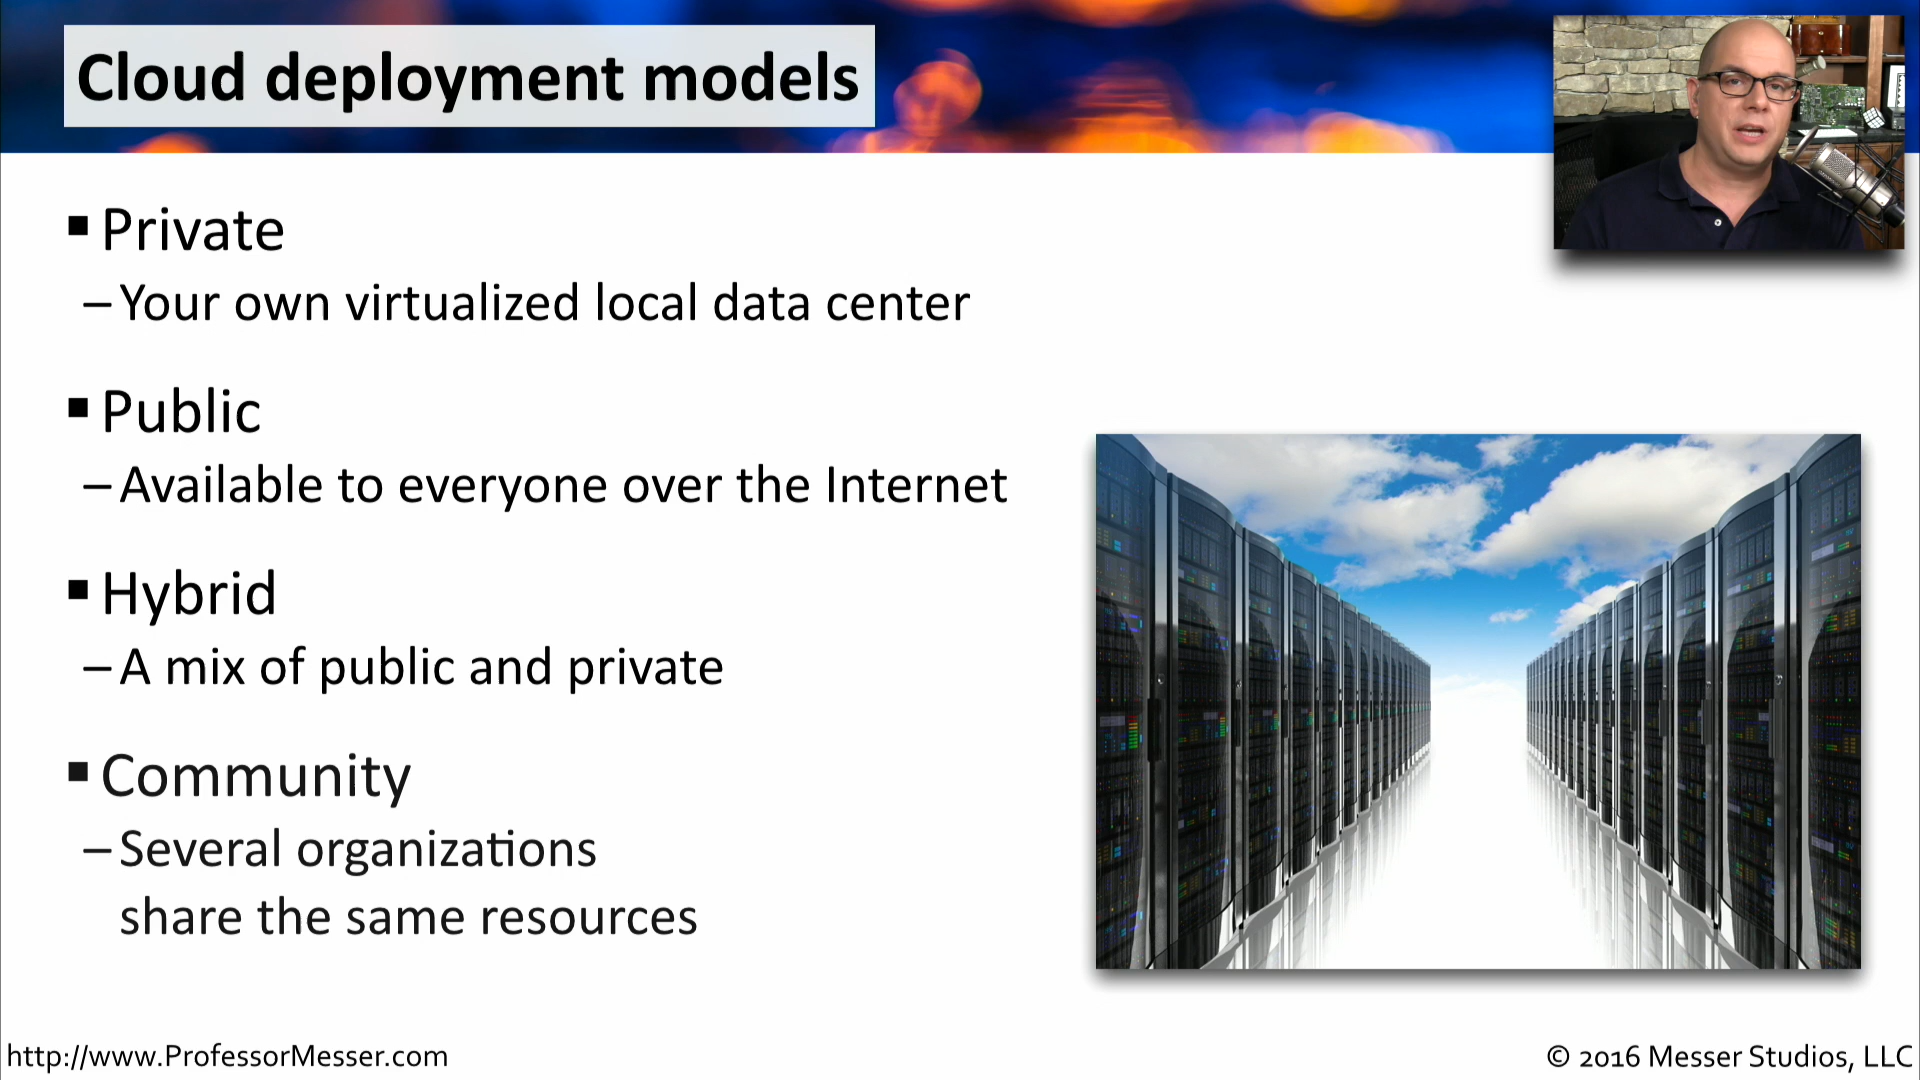 Cloud deployment models
▪ Private
– Your own virtualized local data center
▪ Public
– Available to everyone over the Internet
▪ Hybrid
– A mix of public and private
▪ Community
– Several organizations
share the same resources
http://www.ProfessorMesser.com
© 2016 Messer Studios, LLC